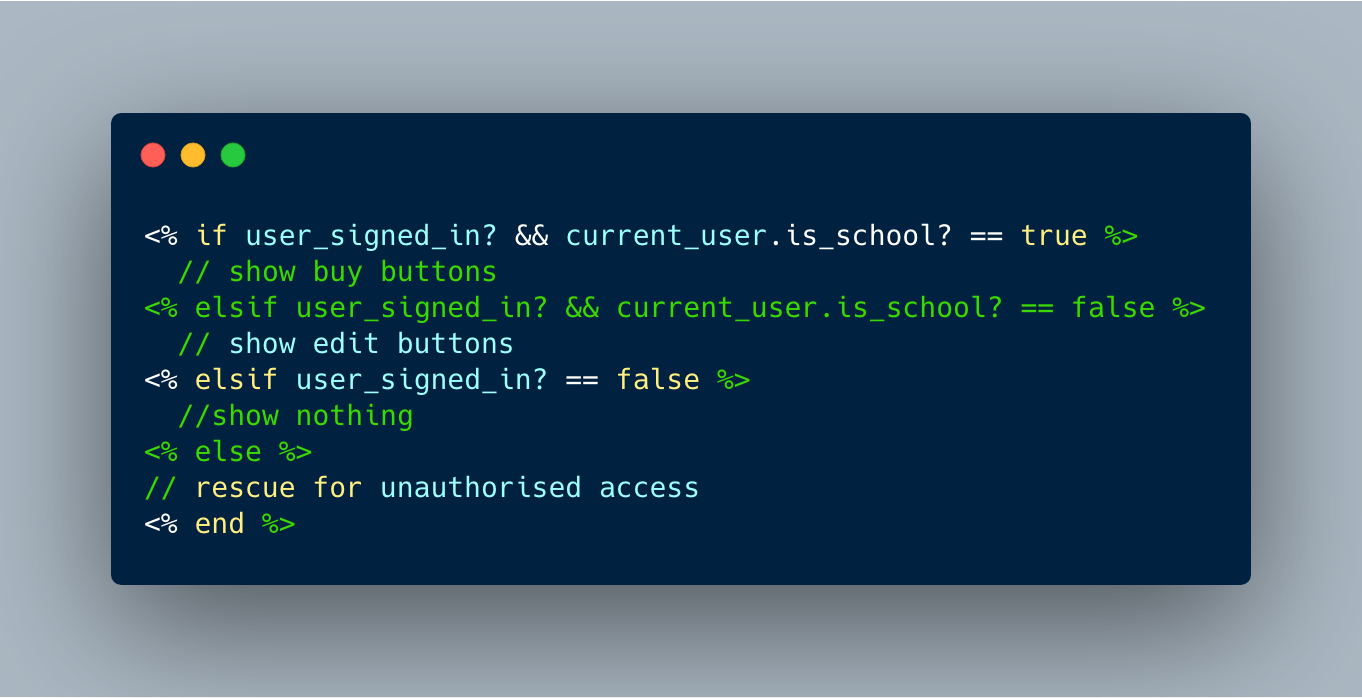 <% if user_signed_in? && current_user.is_school? == true %>
  // show buy buttons
<% elsif user_signed_in? && current_user.is_school? == false %>
  // show edit buttons
<% elsif user_signed_in? == false %>
  //show nothing
<% else %>
// rescue for unauthorised access
<% end %>